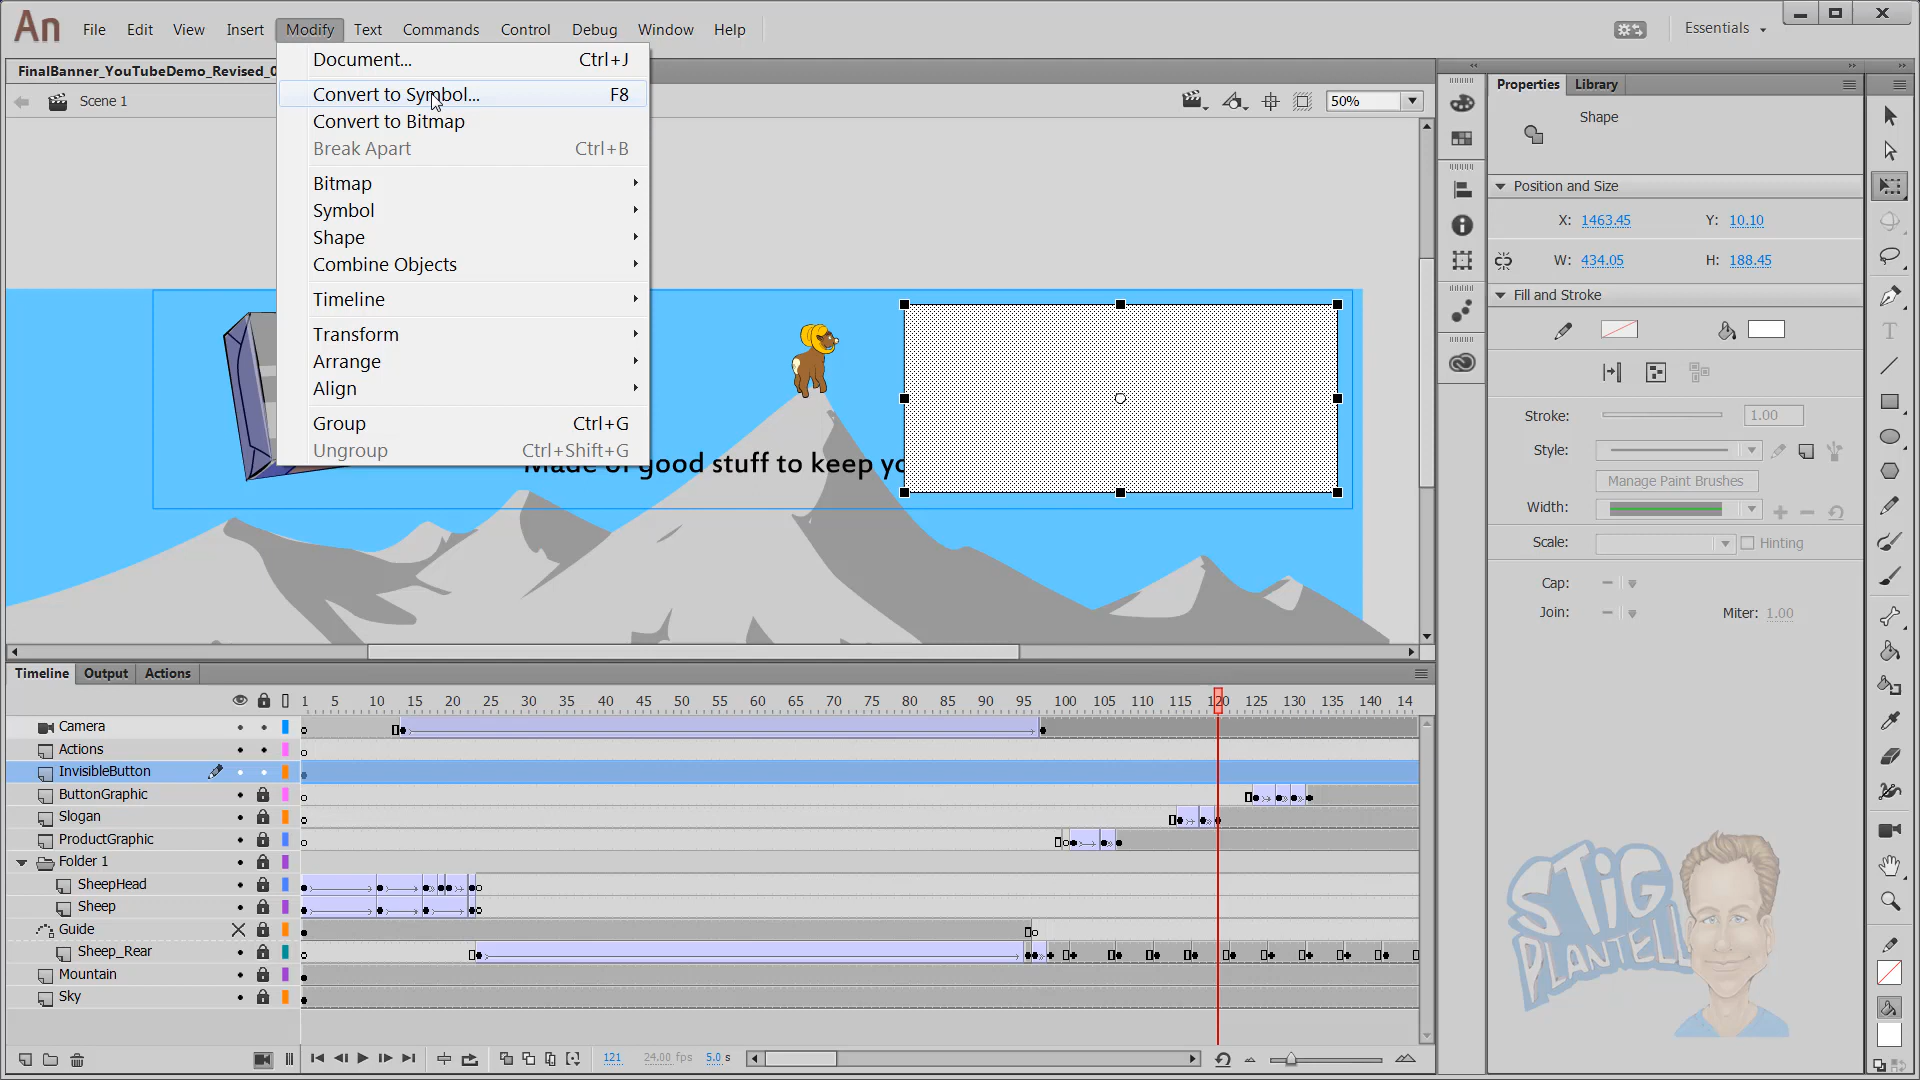 An File Edit View Insert Modify Text Commands Control Debug Window Help Essentials
FinalBanner_YouTubeDemo_Revised_0
Scene 1
50%
Document... Ctrl+J
Convert to Symbol... F8
Convert to Bitmap
Break Apart Ctrl+B
Bitmap
Symbol
Shape
Combine Objects
Timeline
Transform
Arrange
Align
Group Ctrl+G
Ungroup Ctrl+Shift+G
Made of good stuff to keep yo
Properties Library
Shape
Position and Size
X: 1463.45 Y: 10.10
W: 434.05 H: 188.45
Fill and Stroke
Stroke: 1.00
Style:
Manage Paint Brushes
Width:
Scale: Hinting
Cap:
Join: Miter: 1.00
STIG
PLANTELL
Timeline Output Actions
1 5 10 15 20 25 30 35 40 45 50 55 60 65 70 75 80 85 90 95 100 105 110 115 120 125 130 135 140 14
Camera
Actions
InvisibleButton
ButtonGraphic
Slogan
ProductGraphic
Folder 1
SheepHead
Sheep
Guide
Sheep_Rear
Mountain
Sky
121 24.00 fps 5.0 s